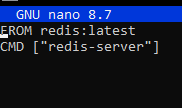 GNU nano 8.7
FROM redis:latest
CMD ["redis-server"]